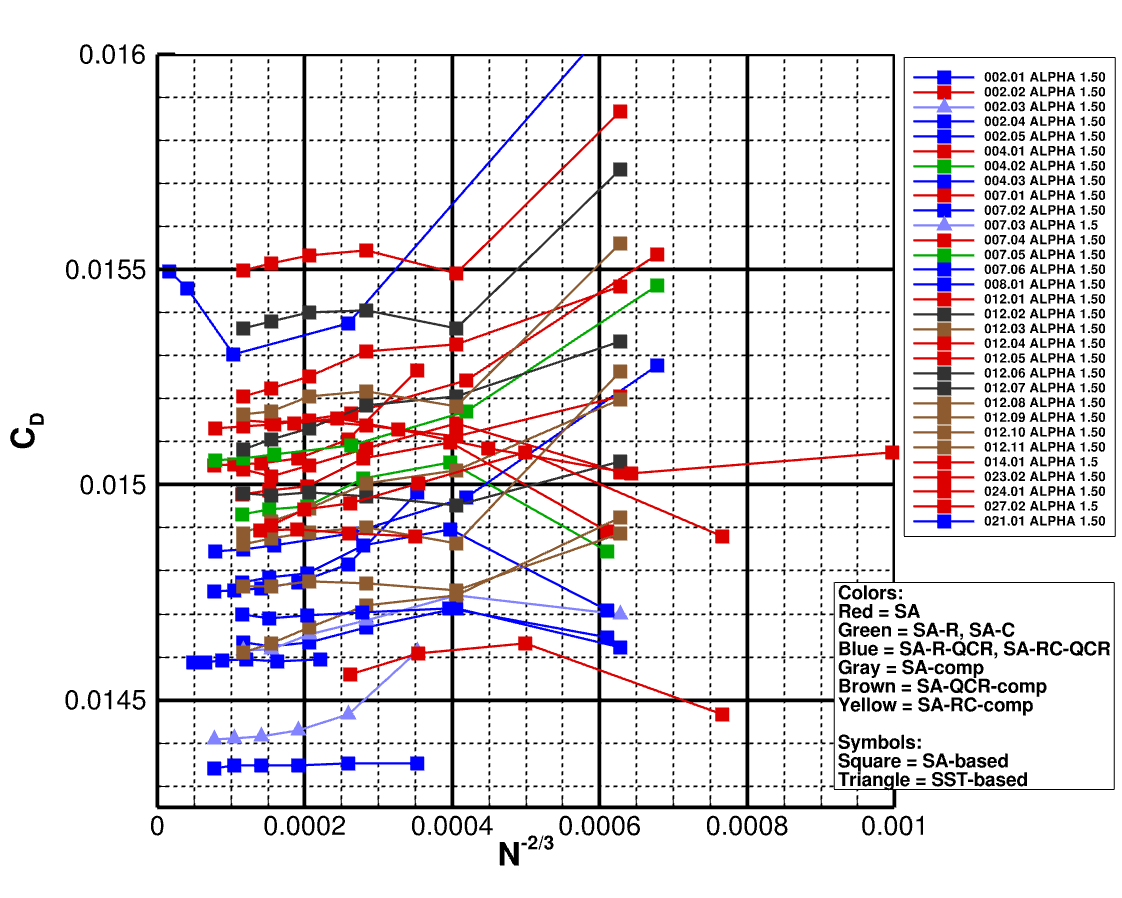 0.016
0.0155
0.015
0.0145
C_D
0
0.0002
0.0004
0.0006
0.0008
0.001
N^-2/3
002.01 ALPHA 1.50
002.02 ALPHA 1.50
002.03 ALPHA 1.50
002.04 ALPHA 1.50
002.05 ALPHA 1.50
004.01 ALPHA 1.50
004.02 ALPHA 1.50
004.03 ALPHA 1.50
007.01 ALPHA 1.50
007.02 ALPHA 1.50
007.03 ALPHA 1.5
007.04 ALPHA 1.50
007.05 ALPHA 1.50
007.06 ALPHA 1.50
008.01 ALPHA 1.50
012.01 ALPHA 1.50
012.02 ALPHA 1.50
012.03 ALPHA 1.50
012.04 ALPHA 1.50
012.05 ALPHA 1.50
012.06 ALPHA 1.50
012.07 ALPHA 1.50
012.08 ALPHA 1.50
012.09 ALPHA 1.50
012.10 ALPHA 1.50
012.11 ALPHA 1.50
014.01 ALPHA 1.5
023.02 ALPHA 1.50
024.01 ALPHA 1.50
027.02 ALPHA 1.5
021.01 ALPHA 1.50
Colors:
Red = SA
Green = SA-R, SA-C
Blue = SA-R-QCR, SA-RC-QCR
Gray = SA-comp
Brown = SA-QCR-comp
Yellow = SA-RC-comp
Symbols:
Square = SA-based
Triangle = SST-based